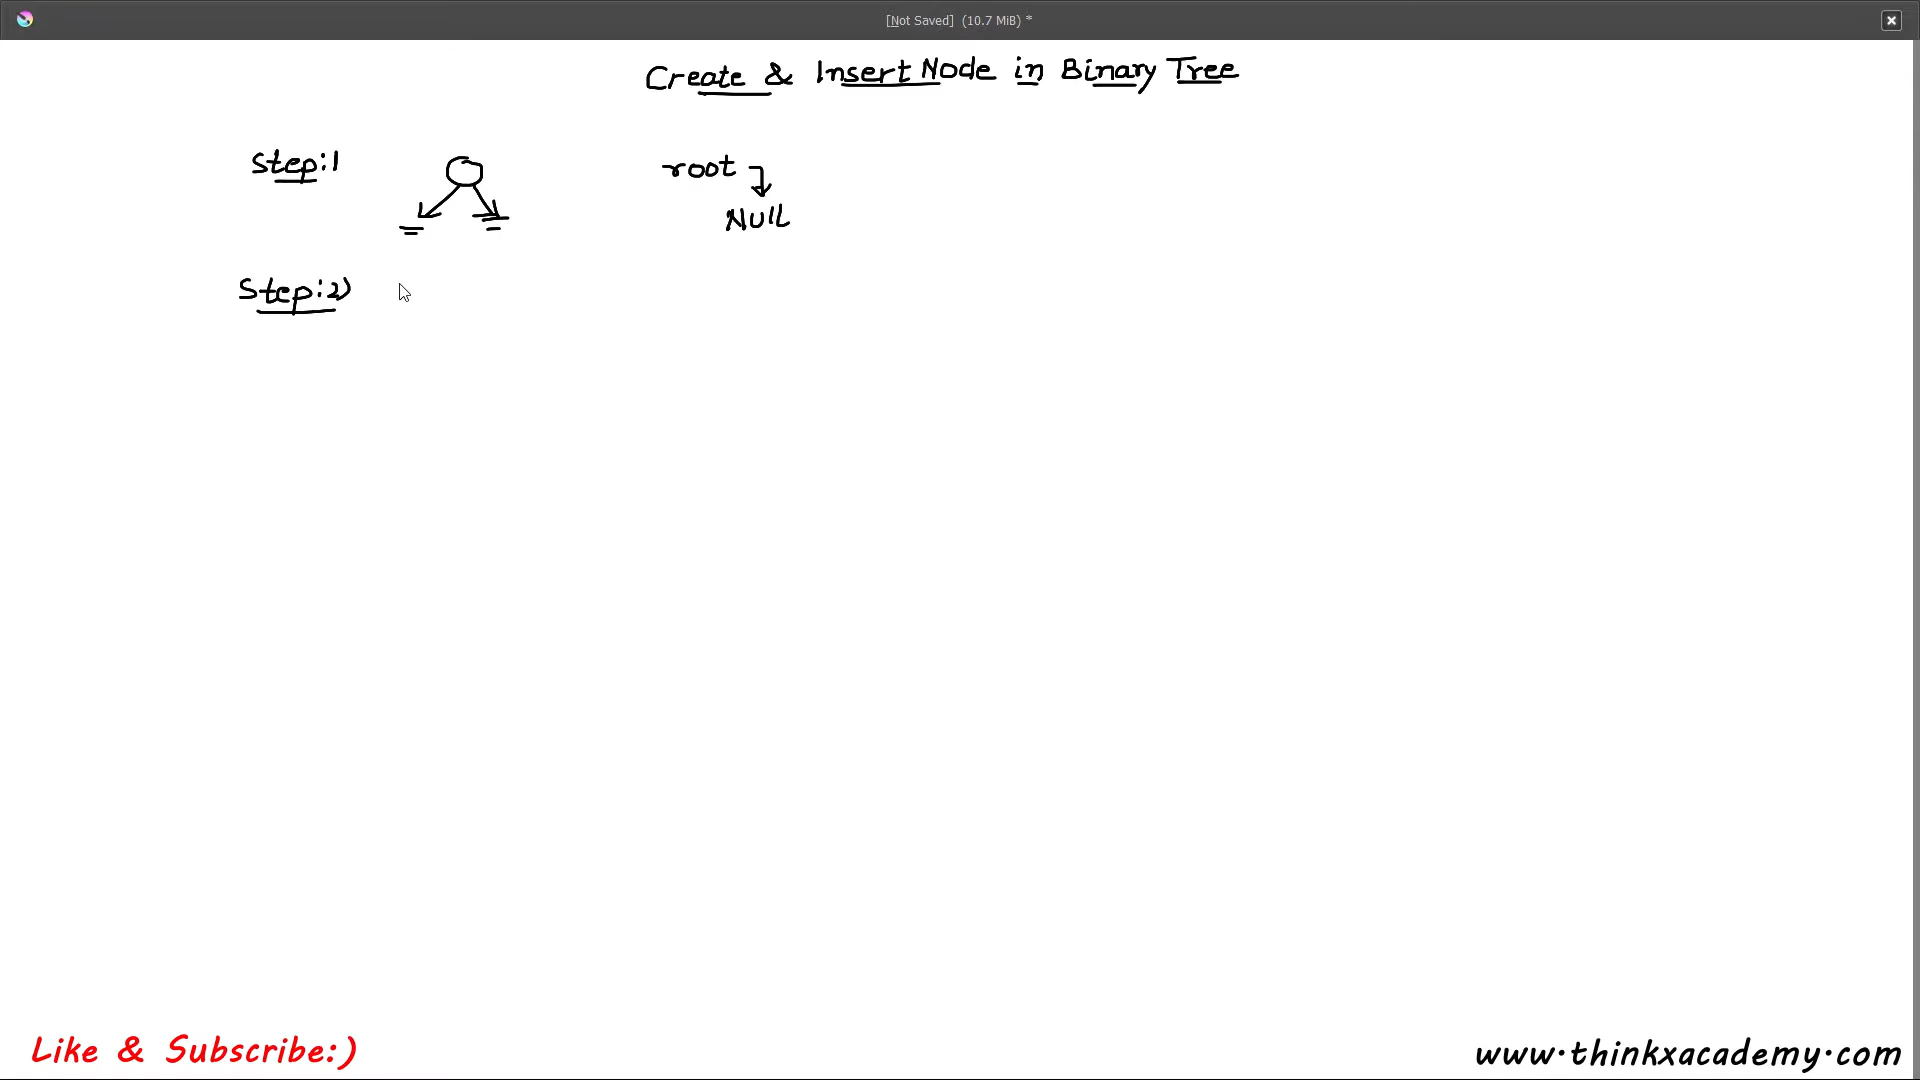 [Not Saved] (10.7 MiB) *
Create & Insert Node in Binary Tree
Step:1
root
NULL
Step:2)
Like & Subscribe:)
www.thinkxacademy.com